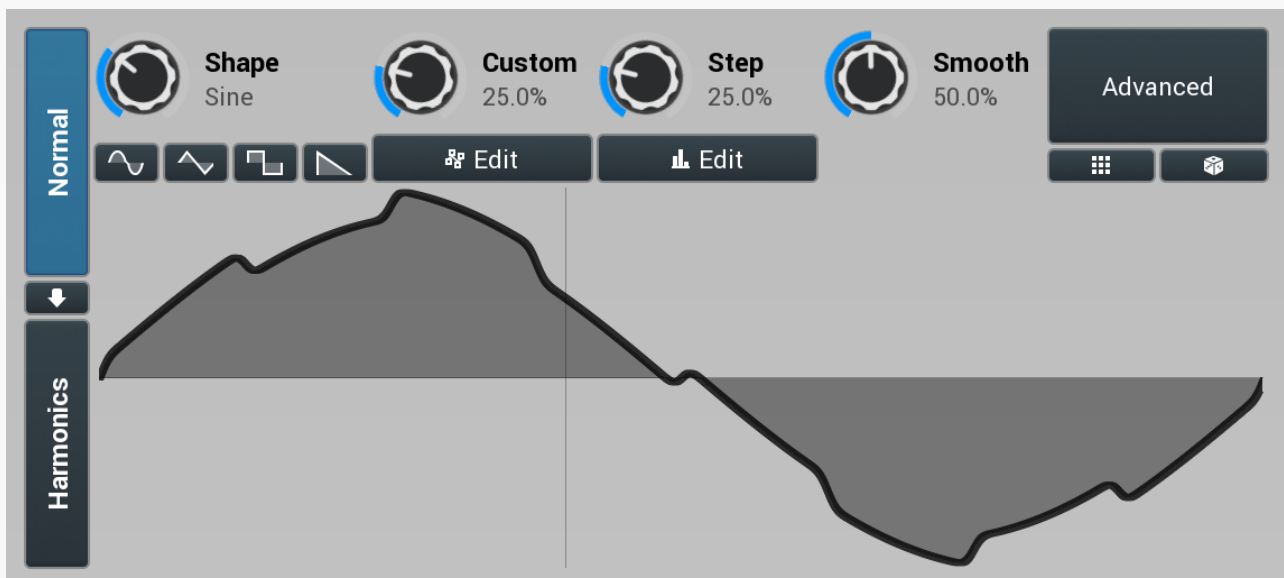 Normal
Harmonics
Shape
Sine
Custom
25.0%
Step
25.0%
Smooth
50.0%
Advanced
Edit
Edit